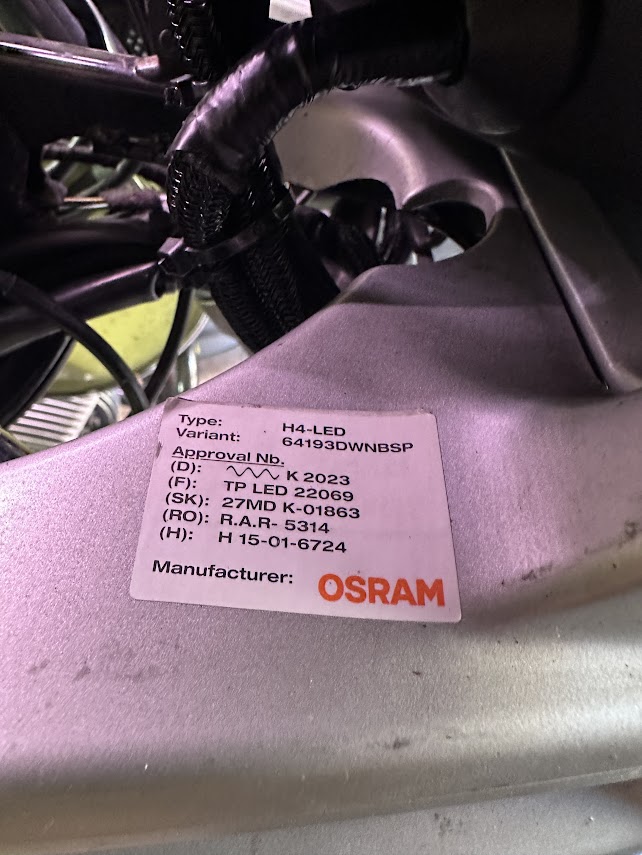 Type: H4-LED
Variant: 64193DWNBSP
Approval Nb.
(D): K 2023
(F): TP LED 22069
(SK): 27MD K-01863
(RO): R.A.R- 5314
(H): H 15-01-6724
Manufacturer: OSRAM